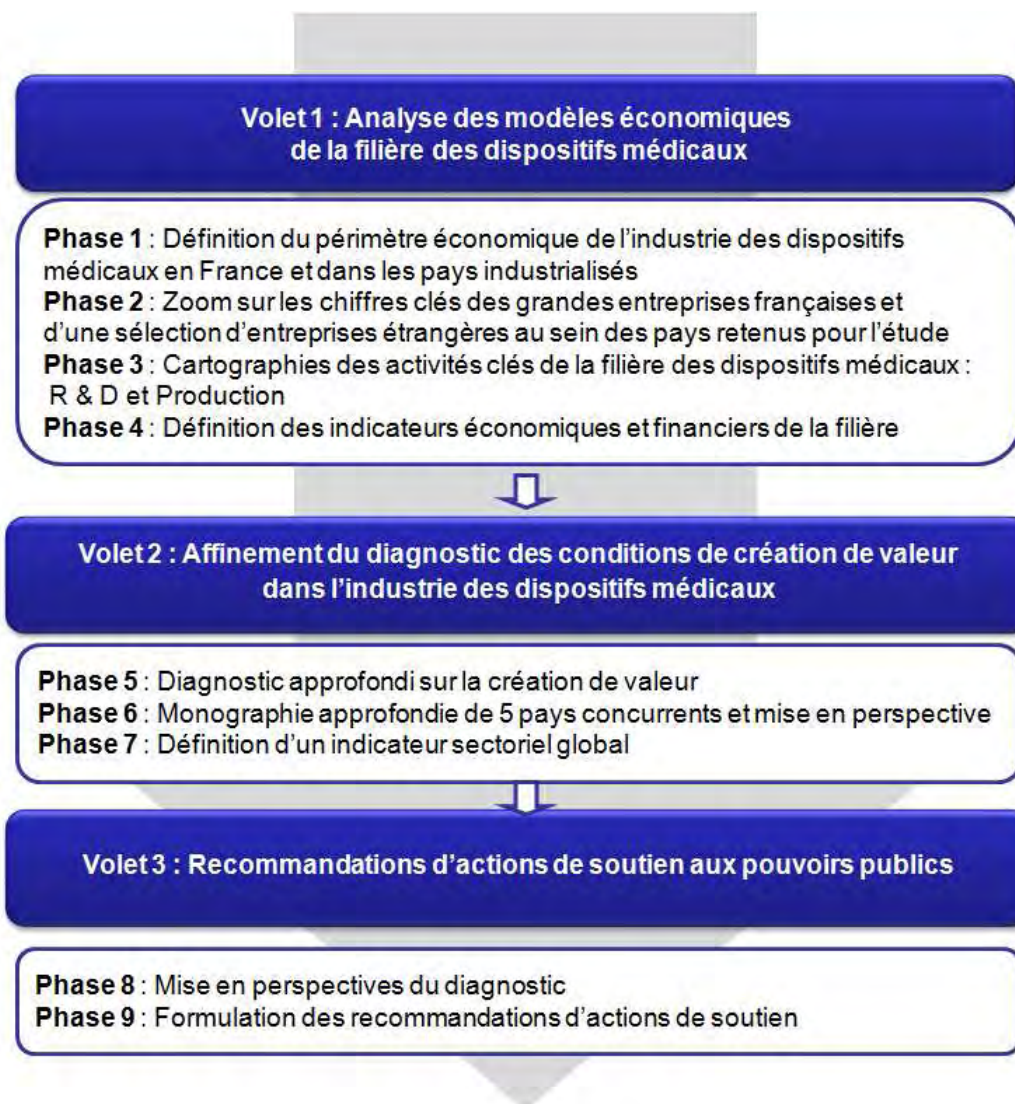 Volet 1 : Analyse des modèles économiques
de la filière des dispositifs médicaux
Phase 1 : Définition du périmètre économique de l'industrie des dispositifs
médicaux en France et dans les pays industrialisés
Phase 2 : Zoom sur les chiffres clés des grandes entreprises françaises et
d'une sélection d'entreprises étrangères au sein des pays retenus pour l'étude
Phase 3 : Cartographies des activités clés de la filière des dispositifs médicaux :
R & D et Production
Phase 4 : Définition des indicateurs économiques et financiers de la filière
Volet 2 : Affinement du diagnostic des conditions de création de valeur
dans l'industrie des dispositifs médicaux
Phase 5 : Diagnostic approfondi sur la création de valeur
Phase 6 : Monographie approfondie de 5 pays concurrents et mise en perspective
Phase 7 : Définition d'un indicateur sectoriel global
Volet 3 : Recommandations d'actions de soutien aux pouvoirs publics
Phase 8 : Mise en perspectives du diagnostic
Phase 9 : Formulation des recommandations d'actions de soutien